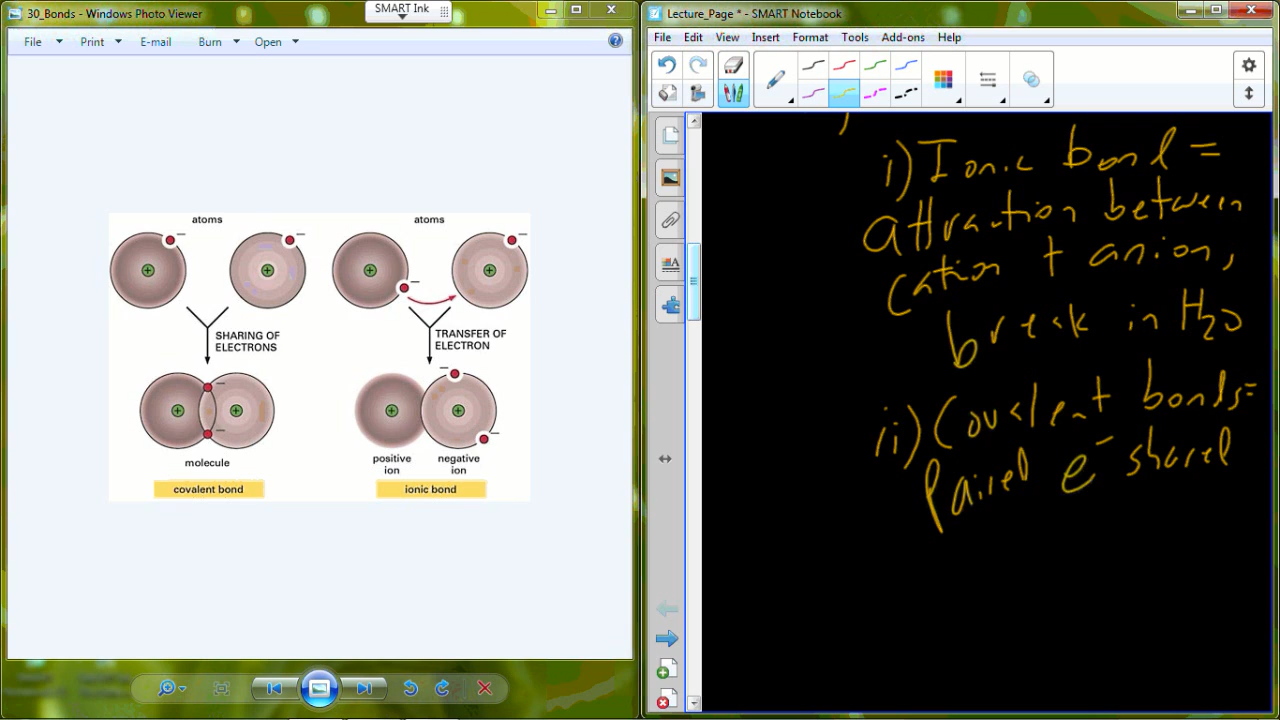 30_Bonds - Windows Photo Viewer
SMART Ink
File Print E-mail Burn Open
atoms atoms
SHARING OF
ELECTRONS
TRANSFER OF
ELECTRON
molecule
positive
ion
negative
ion
covalent bond ionic bond
Lecture_Page * - SMART Notebook
File Edit View Insert Format Tools Add-ons Help
i) Ionic bond =
attraction between
cation + anion,
break in H2O
ii) Covalent bonds=
Paired e⁻ shared